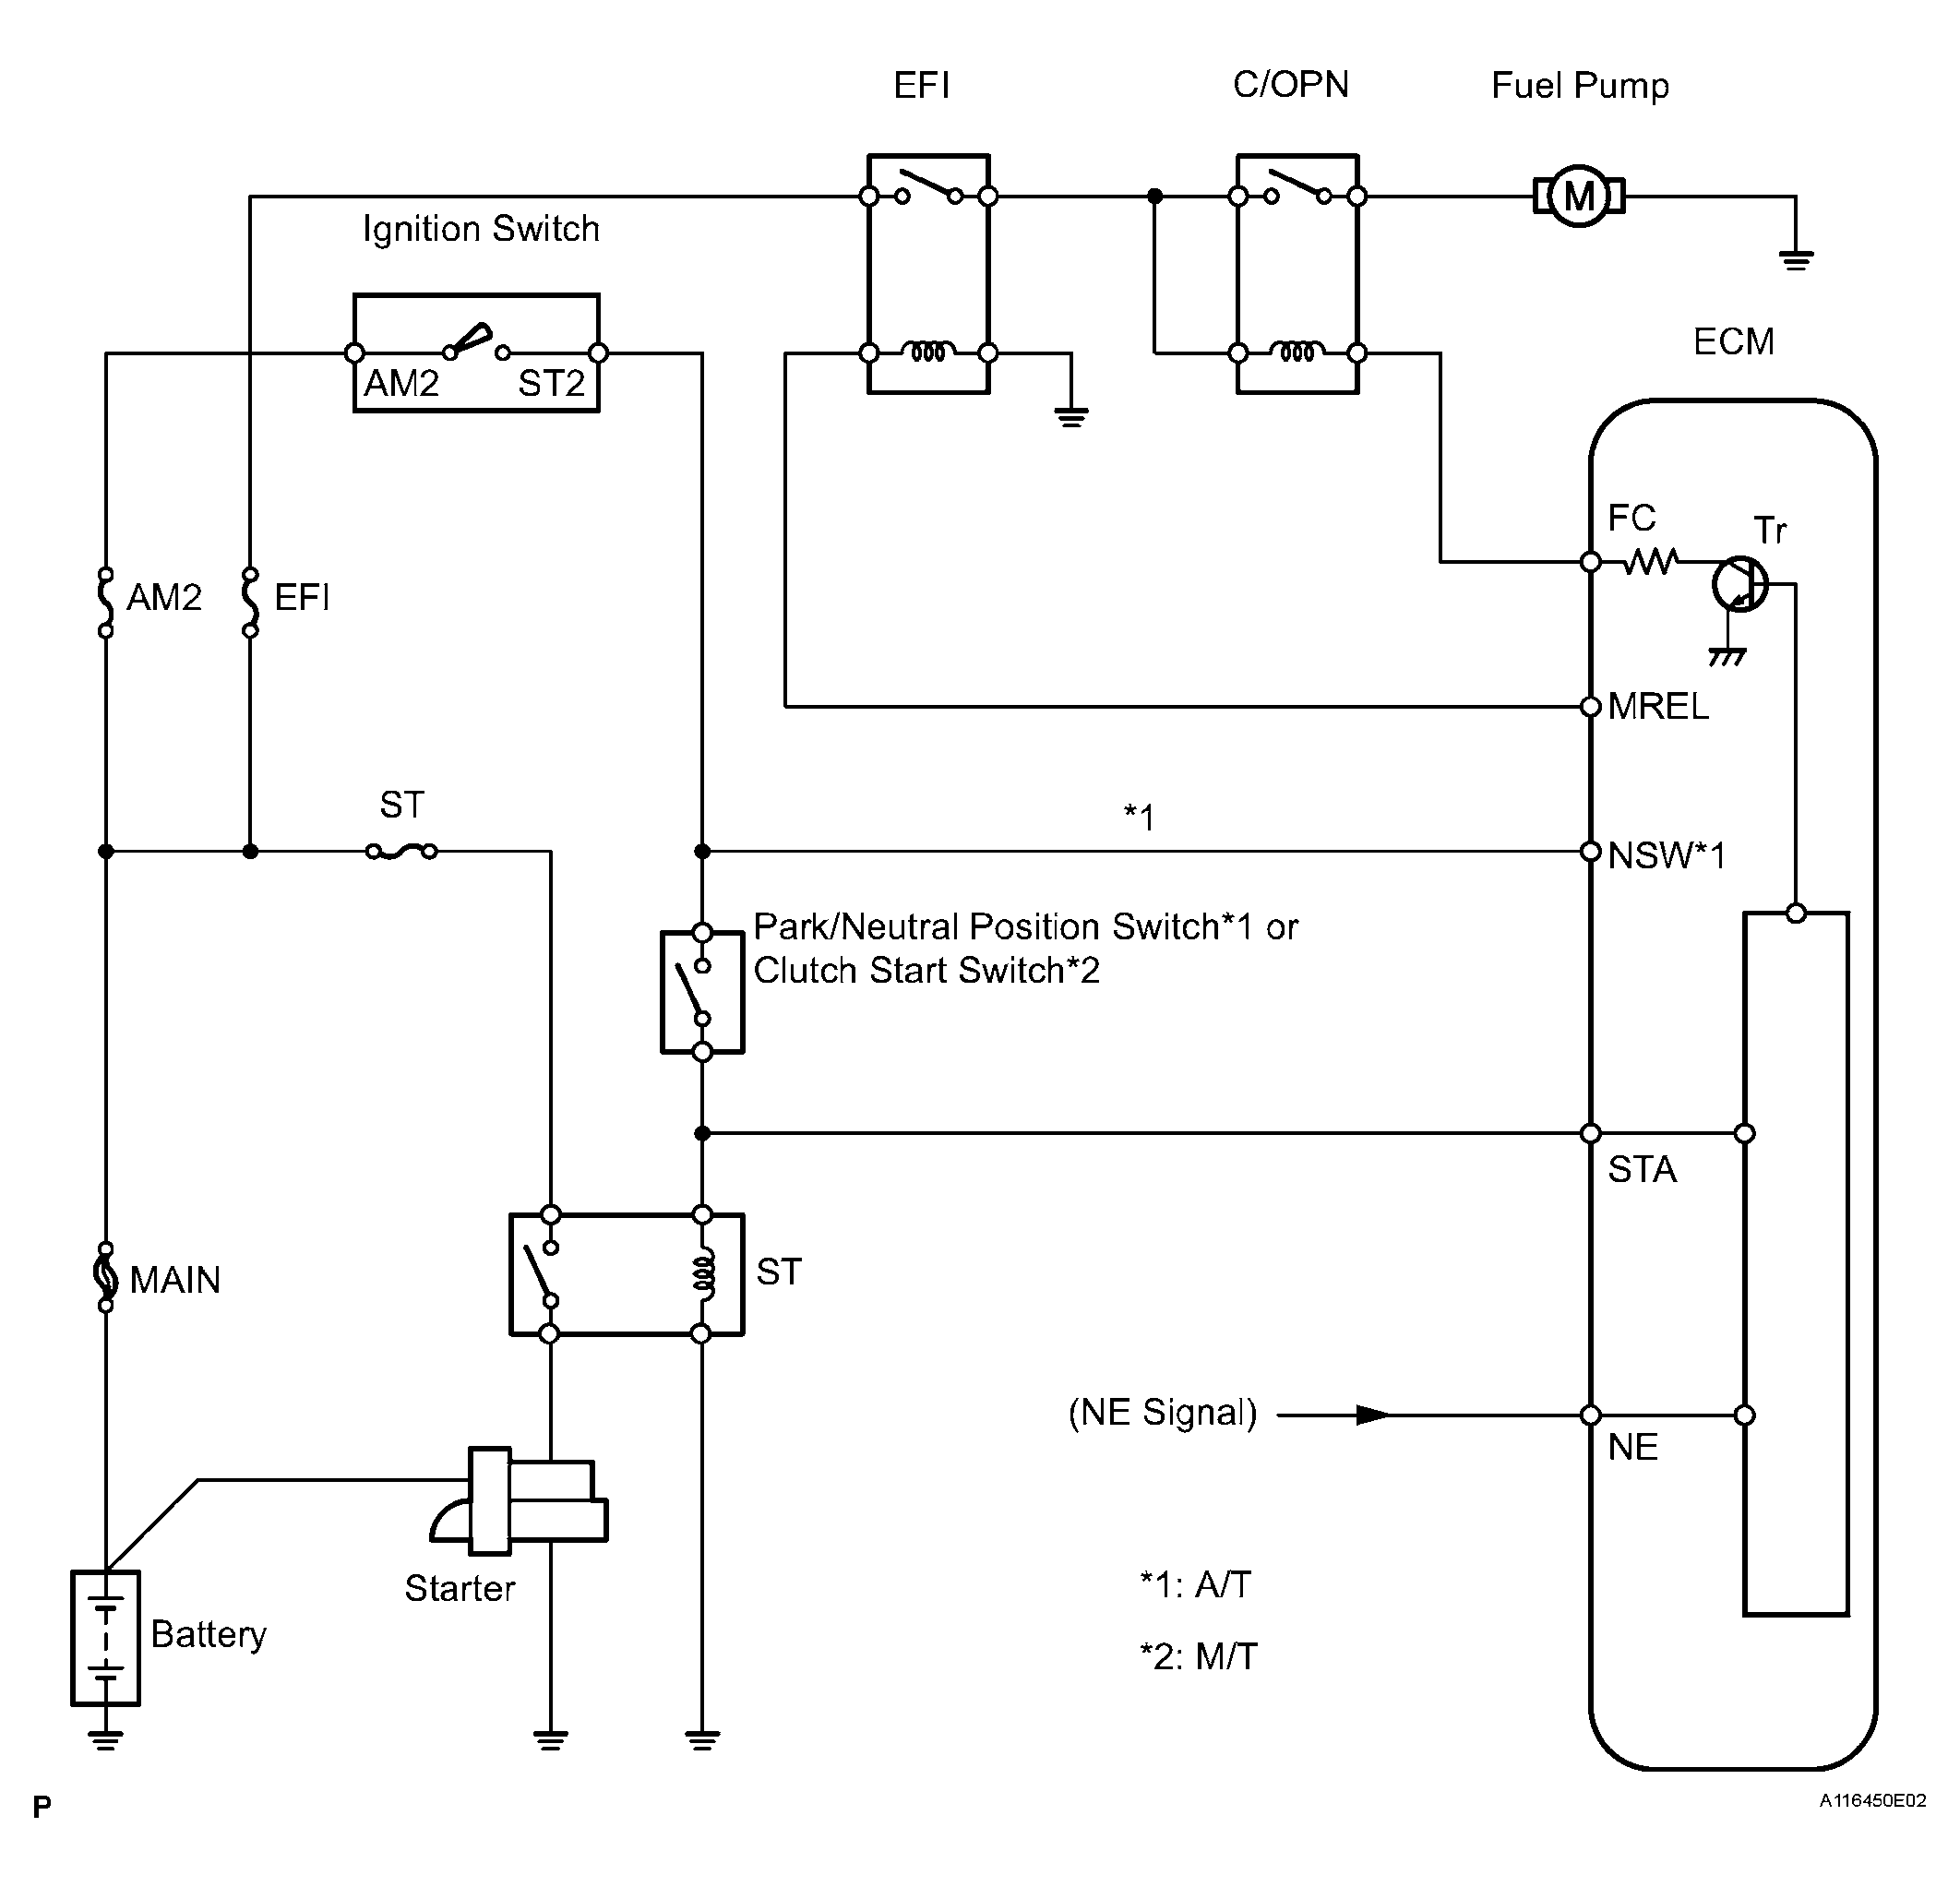 EFI
C/OPN
Fuel Pump
Ignition Switch
AM2
ST2
ECM
FC
Tr
AM2
EFI
MREL
ST
*1
NSW*1
Park/Neutral Position Switch*1 or
Clutch Start Switch*2
STA
ST
MAIN
(NE Signal)
NE
M
Starter
Battery
*1: A/T
*2: M/T
P
A116450E02